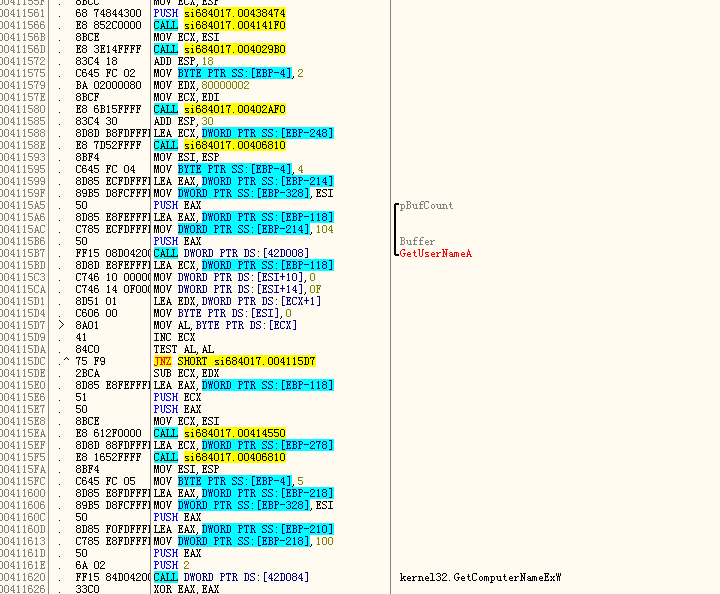 0041155F . 8BCC MOV ECX,ESP
00411561 . 68 74844300 PUSH si684017.00438474
00411566 . E8 852C0000 CALL si684017.004141F0
0041156B . 8BCE MOV ECX,ESI
0041156D . E8 3E14FFFF CALL si684017.004029B0
00411572 . 83C4 18 ADD ESP,18
00411575 . C645 FC 02 MOV BYTE PTR SS:[EBP-4],2
00411579 . BA 02000080 MOV EDX,80000002
0041157E . 8BCF MOV ECX,EDI
00411580 . E8 6B15FFFF CALL si684017.00402AF0
00411585 . 83C4 30 ADD ESP,30
00411588 . 8D8D B8FDFFFF LEA ECX,DWORD PTR SS:[EBP-248]
0041158E . E8 7D52FFFF CALL si684017.00406810
00411593 . 8BF4 MOV ESI,ESP
00411595 . C645 FC 04 MOV BYTE PTR SS:[EBP-4],4
00411599 . 8D85 ECFDFFFF LEA EAX,DWORD PTR SS:[EBP-214]
0041159F . 89B5 D8FCFFFF MOV DWORD PTR SS:[EBP-328],ESI
004115A5 . 50 PUSH EAX pBufCount
004115A6 . 8D85 E8FEFFFF LEA EAX,DWORD PTR SS:[EBP-118]
004115AC . C785 ECFDFFFF MOV DWORD PTR SS:[EBP-214],104
004115B6 . 50 PUSH EAX Buffer
004115B7 . FF15 08D04200 CALL DWORD PTR DS:[42D008] GetUserNameA
004115BD . 8D8D E8FEFFFF LEA ECX,DWORD PTR SS:[EBP-118]
004115C3 . C746 10 00000 MOV DWORD PTR DS:[ESI+10],0
004115CA . C746 14 0F000 MOV DWORD PTR DS:[ESI+14],0F
004115D1 . 8D51 01 LEA EDX,DWORD PTR DS:[ECX+1]
004115D4 . C606 00 MOV BYTE PTR DS:[ESI],0
004115D7 > 8A01 MOV AL,BYTE PTR DS:[ECX]
004115D9 . 41 INC ECX
004115DA . 84C0 TEST AL,AL
004115DC .^ 75 F9 JNZ SHORT si684017.004115D7
004115DE . 2BCA SUB ECX,EDX
004115E0 . 8D85 E8FEFFFF LEA EAX,DWORD PTR SS:[EBP-118]
004115E6 . 51 PUSH ECX
004115E7 . 50 PUSH EAX
004115E8 . 8BCE MOV ECX,ESI
004115EA . E8 612F0000 CALL si684017.00414550
004115EF . 8D8D 88FDFFFF LEA ECX,DWORD PTR SS:[EBP-278]
004115F5 . E8 1652FFFF CALL si684017.00406810
004115FA . 8BF4 MOV ESI,ESP
004115FC . C645 FC 05 MOV BYTE PTR SS:[EBP-4],5
00411600 . 8D85 E8FDFFFF LEA EAX,DWORD PTR SS:[EBP-218]
00411606 . 89B5 D8FCFFFF MOV DWORD PTR SS:[EBP-328],ESI
0041160C . 50 PUSH EAX
0041160D . 8D85 F0FDFFFF LEA EAX,DWORD PTR SS:[EBP-210]
00411613 . C785 E8FDFFFF MOV DWORD PTR SS:[EBP-218],100
0041161D . 50 PUSH EAX
0041161E . 6A 02 PUSH 2
00411620 . FF15 84D04200 CALL DWORD PTR DS:[42D084] kernel32.GetComputerNameExW
00411626 . 33C0 XOR EAX,EAX